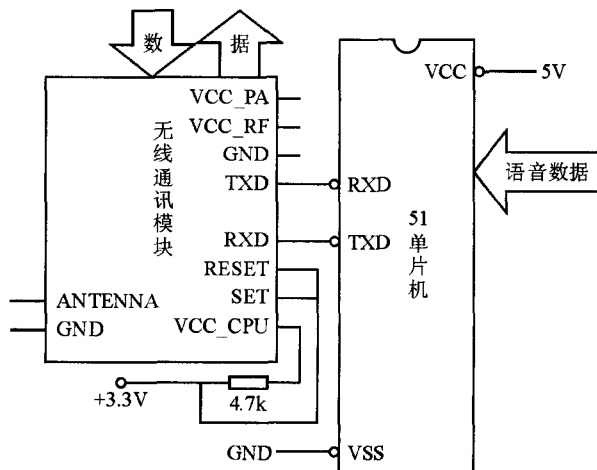 数 据
VCC_PA
VCC_RF
GND
TXD
RXD
RESET
SET
VCC_CPU
无线通讯模块
ANTENNA
GND
+3.3V
4.7k
VCC
5V
RXD
TXD
51
单片机
语音数据
GND
VSS